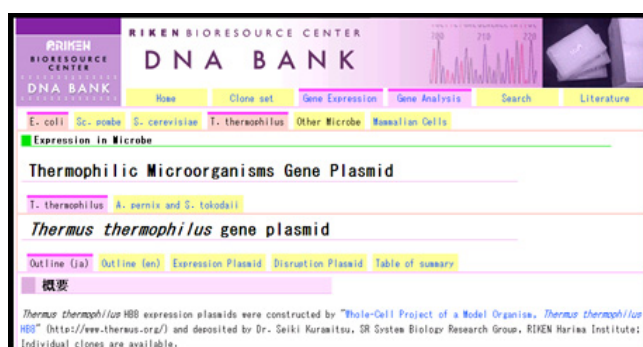 RIKEN BIORESOURCE CENTER
DNA BANK
RIKEN
BIORESOURCE
CENTER
DNA BANK
200 210 220
Home Clone set Gene Expression Gene Analysis Search Literature
E. coli Sc. pombe S. cerevisiae T. thermophilus Other Microbe Mammalian Cells
Expression in Microbe
Thermophilic Microorganisms Gene Plasmid
T. thermophilus A. pernix and S. tokodaii
Thermus thermophilus gene plasmid
Outline (ja) Outline (en) Expression Plasmid Disruption Plasmid Table of summary
概要
Thermus thermophilus HB8 expression plasmids were constructed by "Whole-Cell Project of a Model Organism, Thermus thermophilus
HB8" (http://www.thermus.org/) and deposited by Dr. Seiki Kuramitsu, SR System Biology Research Group, RIKEN Harima Institute:
Individual clones are available.